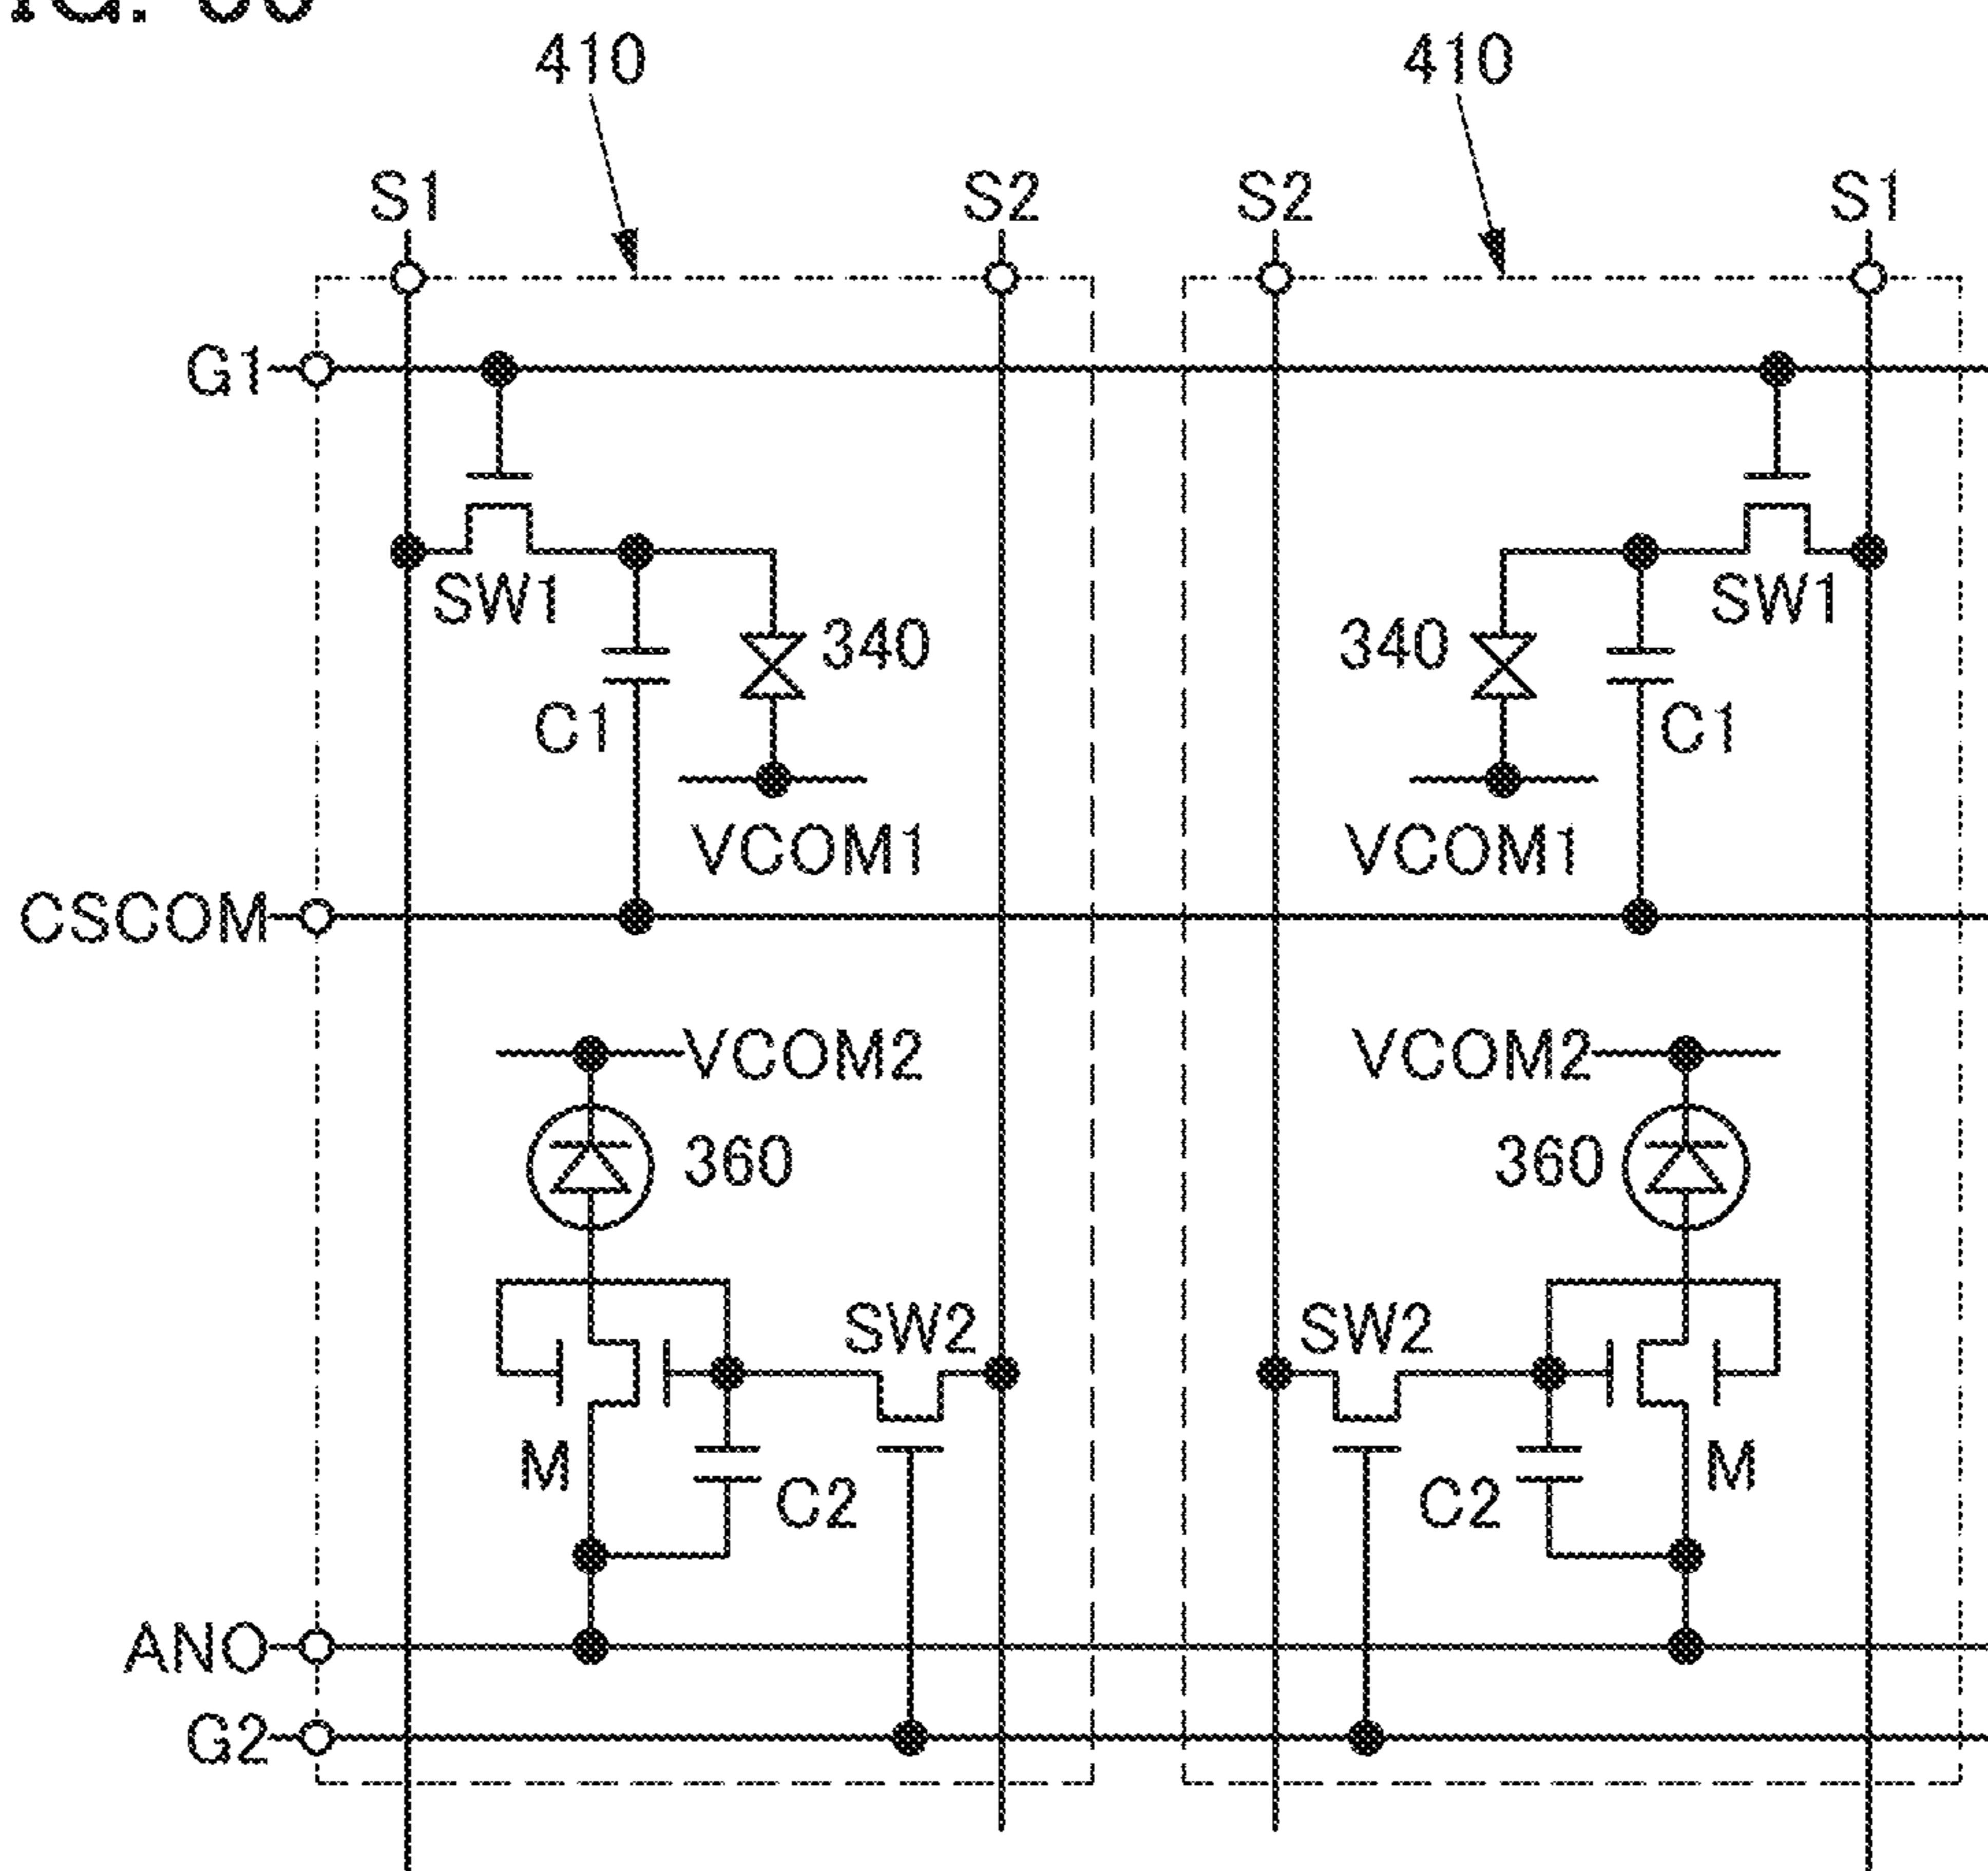 410 410
S1 S2 S2 S1
G1
SW1 SW1
340 340
C1 C1
VCOM1 VCOM1
CSCOM
VCOM2 VCOM2
360 360
SW2 SW2
M M
C2 C2
ANO
G2